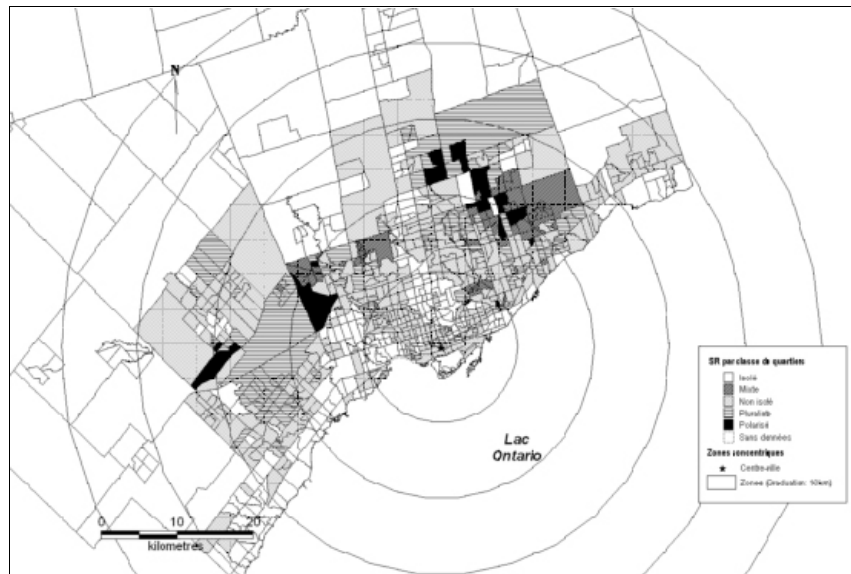 N
Lac
Ontario
0 10 20
kilometres
SR par classe de quartiers
Isolé
Mixte
Non isolé
Pluraliste
Polarisé
Sans données
Zones concentriques
Centre-ville
Zones (Graduation: 10km)